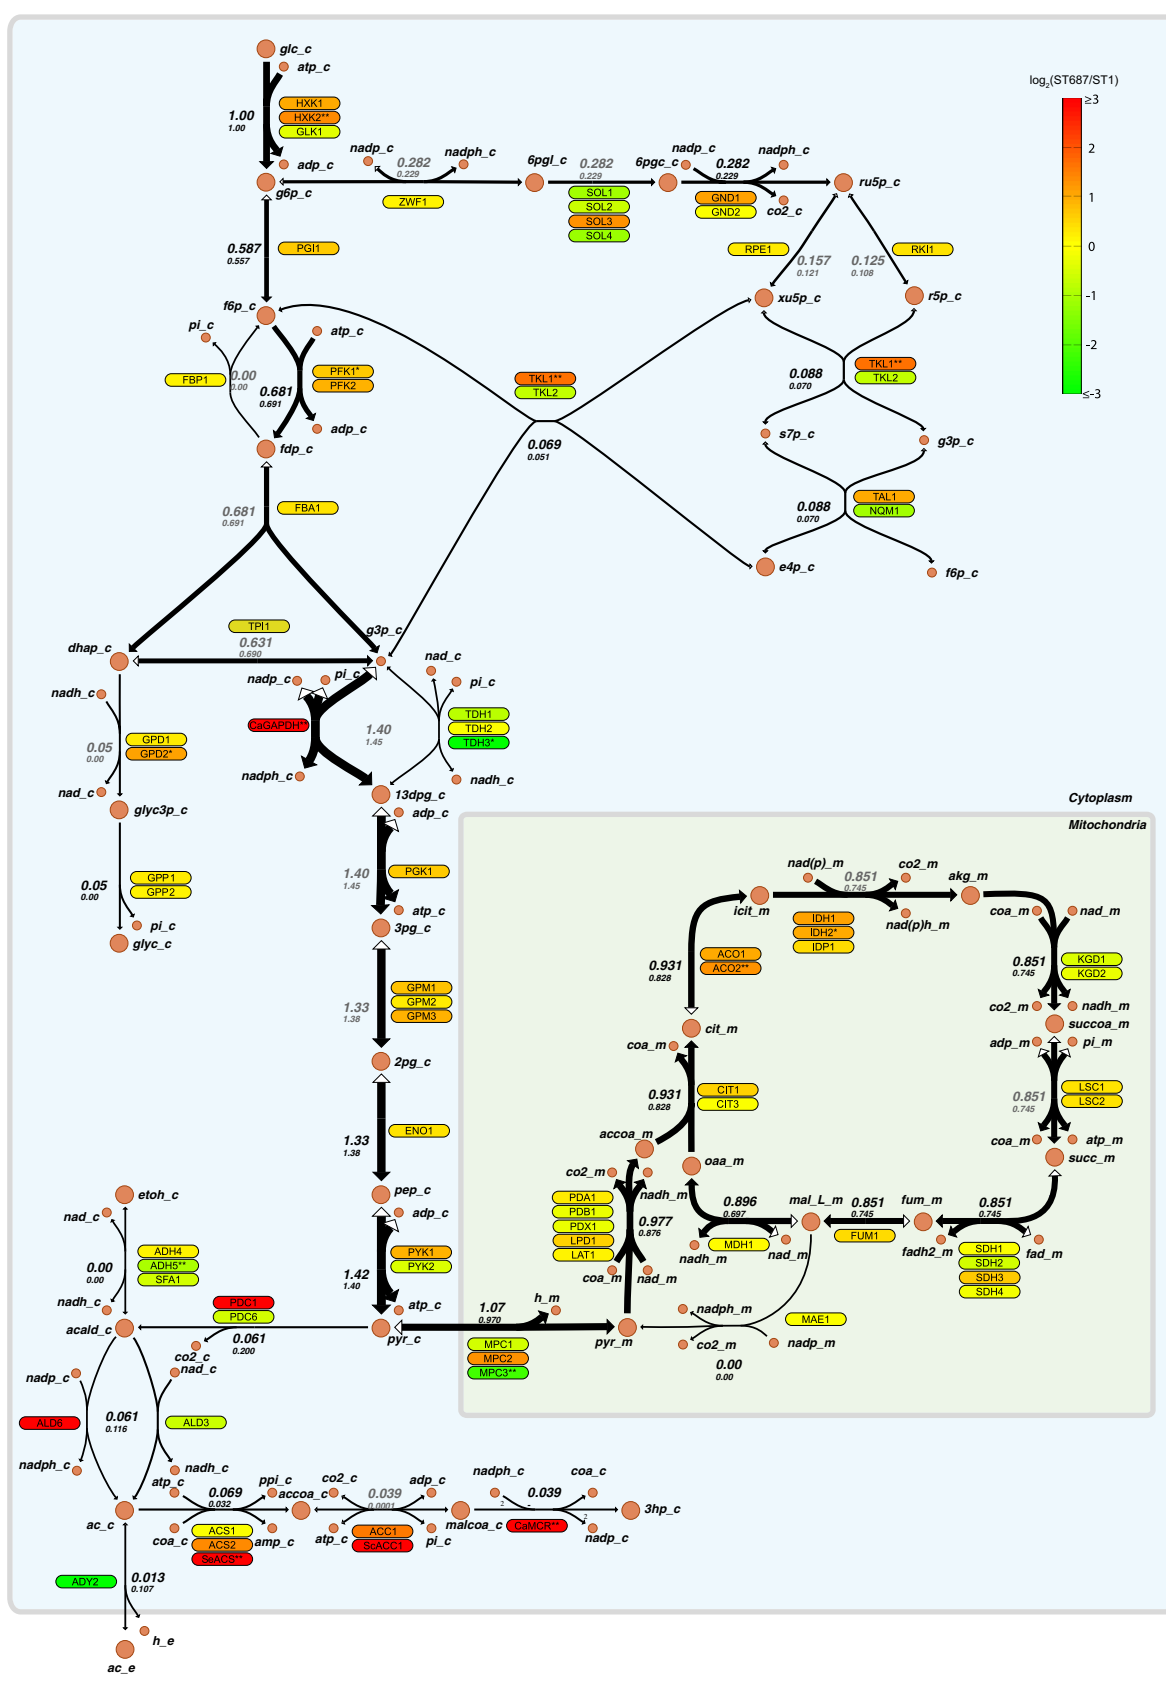 glc_c
atp_c
log2(ST687/ST1)
≥3
2
1
0
-1
-2
≤-3
HXK1
HXK2**
GLK1
1.00
1.00
adp_c
g6p_c
nadp_c
0.282
0.229
nadph_c
ZWF1
6pgl_c
0.282
0.229
SOL1
SOL2
SOL3
SOL4
6pgc_c
nadp_c
0.282
nadph_c
0.229
GND1
GND2
co2_c
ru5p_c
0.587
0.557
PGI1
RPE1
0.157
0.121
0.125
0.108
RKI1
xu5p_c
r5p_c
f6p_c
pi_c
atp_c
FBP1
0.00
0.00
0.681
0.691
PFK1*
PFK2
adp_c
fdp_c
TKL1**
TKL2
0.069
0.051
0.088
0.070
TKL1**
TKL2
s7p_c
g3p_c
TAL1
NQM1
0.088
0.070
e4p_c
f6p_c
FBA1
0.681
0.691
TPI1
0.631
0.690
dhap_c
g3p_c
nadh_c
nadp_c
pi_c
nad_c
pi_c
GPD1
GPD2*
0.05
0.00
nad_c
glyc3p_c
CaGAPDH**
1.40
1.45
TDH1
TDH2
TDH3*
nadph_c
nadh_c
13dpg_c
adp_c
Cytoplasm
Mitochondria
GPP1
GPP2
0.05
0.00
pi_c
glyc_c
1.40
1.45
PGK1
atp_c
3pg_c
1.33
1.38
GPM1
GPM2
GPM3
2pg_c
ENO1
1.33
1.38
pep_c
adp_c
PYK1
PYK2
1.42
1.40
atp_c
pyr_c
nad(p)_m
0.851
0.745
co2_m
akg_m
icit_m
nad(p)h_m
IDH1
IDH2*
IDP1
coa_m
nad_m
ACO1
ACO2**
0.931
0.828
0.851
0.745
KGD1
KGD2
co2_m
nadh_m
cit_m
succoa_m
coa_m
adp_m
pi_m
0.931
0.828
CIT1
CIT3
0.851
0.745
LSC1
LSC2
accoa_m
coa_m
atp_m
oaa_m
succ_m
co2_m
nadh_m
PDA1
PDB1
PDX1
LPD1
LAT1
0.977
0.876
coa_m
nad_m
0.896
0.697
nadh_m
MDH1
nad_m
mal_L_m
0.851
0.745
FUM1
fum_m
0.851
0.745
fadh2_m
fad_m
SDH1
SDH2
SDH3
SDH4
etoh_c
nad_c
ADH4
ADH5**
SFA1
0.00
0.00
nadh_c
acald_c
PDC1
PDC6
0.061
0.200
co2_c
nad_c
1.07
0.970
h_m
MPC1
MPC2
MPC3**
pyr_m
nadph_m
MAE1
co2_m
nadp_m
0.00
0.00
nadp_c
ALD6
0.061
0.116
ALD3
nadph_c
nadh_c
atp_c
0.069
0.032
ppi_c
accoa_c
co2_c
0.039
0.0001
adp_c
nadph_c
2
0.039
-
coa_c
ac_c
coa_c
ACS1
ACS2
SeACS**
amp_c
atp_c
ACC1
ScACC1
pi_c
malcoa_c
CaMCR**
2
nadp_c
3hp_c
ADY2
0.013
0.107
h_e
ac_e